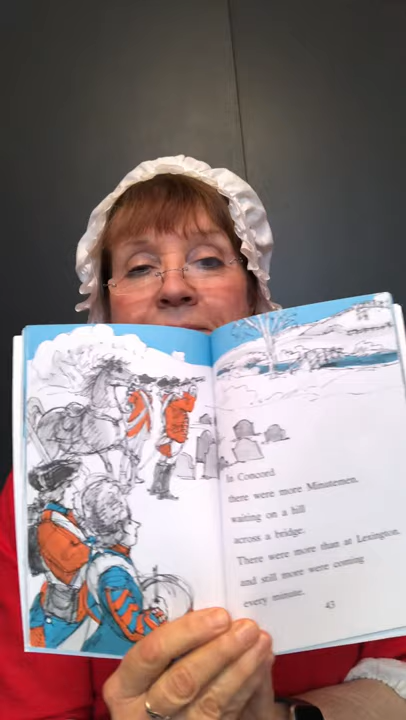 In Concord
there were more Minutemen,
waiting on a hill
across a bridge.
There were more than at Lexington,
and still more were coming
every minute.
43